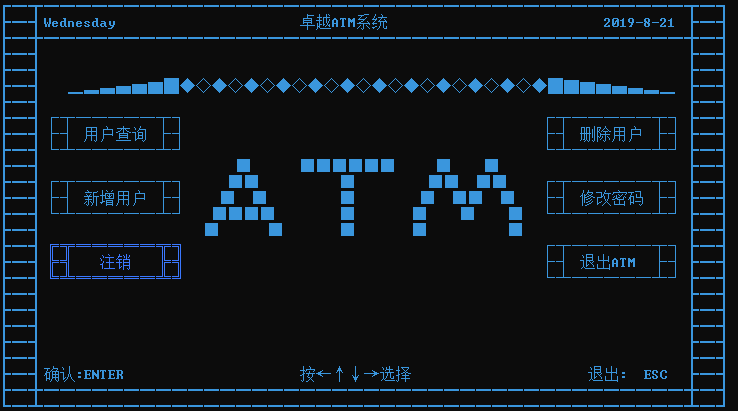 Wednesday 卓越ATM系统 2019-8-21
用户查询 删除用户
ATM
新增用户 修改密码
注销 退出ATM
确认:ENTER 按←↑↓→选择 退出: ESC